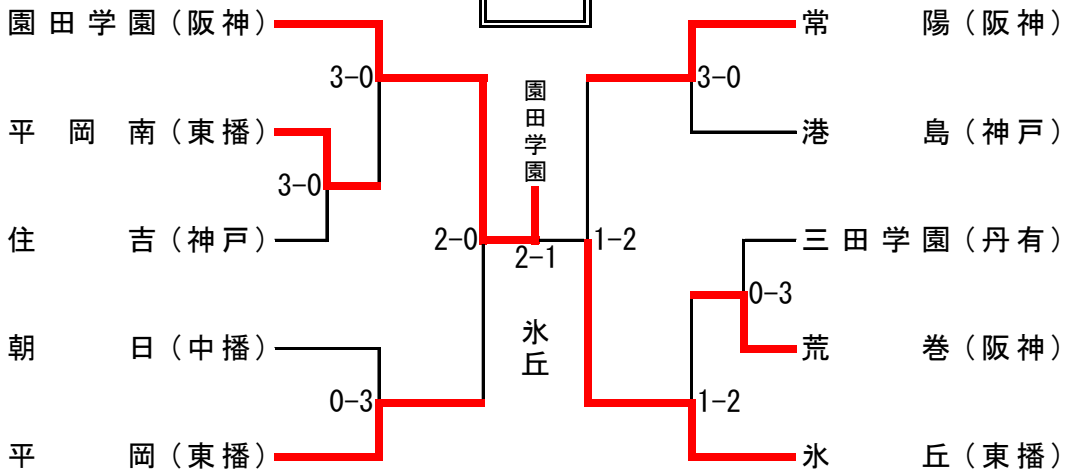 園田学園（阪神）
常陽（阪神）
3-0
3-0
園田学園
平岡南（東播）
港島（神戸）
3-0
住吉（神戸）
2-0
2-1
1-2
三田学園（丹有）
0-3
氷丘
朝日（中播）
荒巻（阪神）
0-3
1-2
平岡（東播）
氷丘（東播）